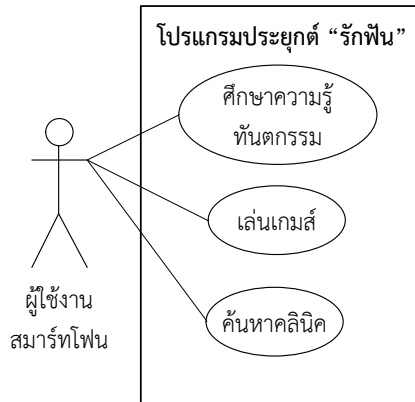 โปรแกรมประยุกต์ “รักฟัน”
ศึกษาความรู้
ทันตกรรม
เล่นเกมส์
ค้นหาคลินิค
ผู้ใช้งาน
สมาร์ทโฟน